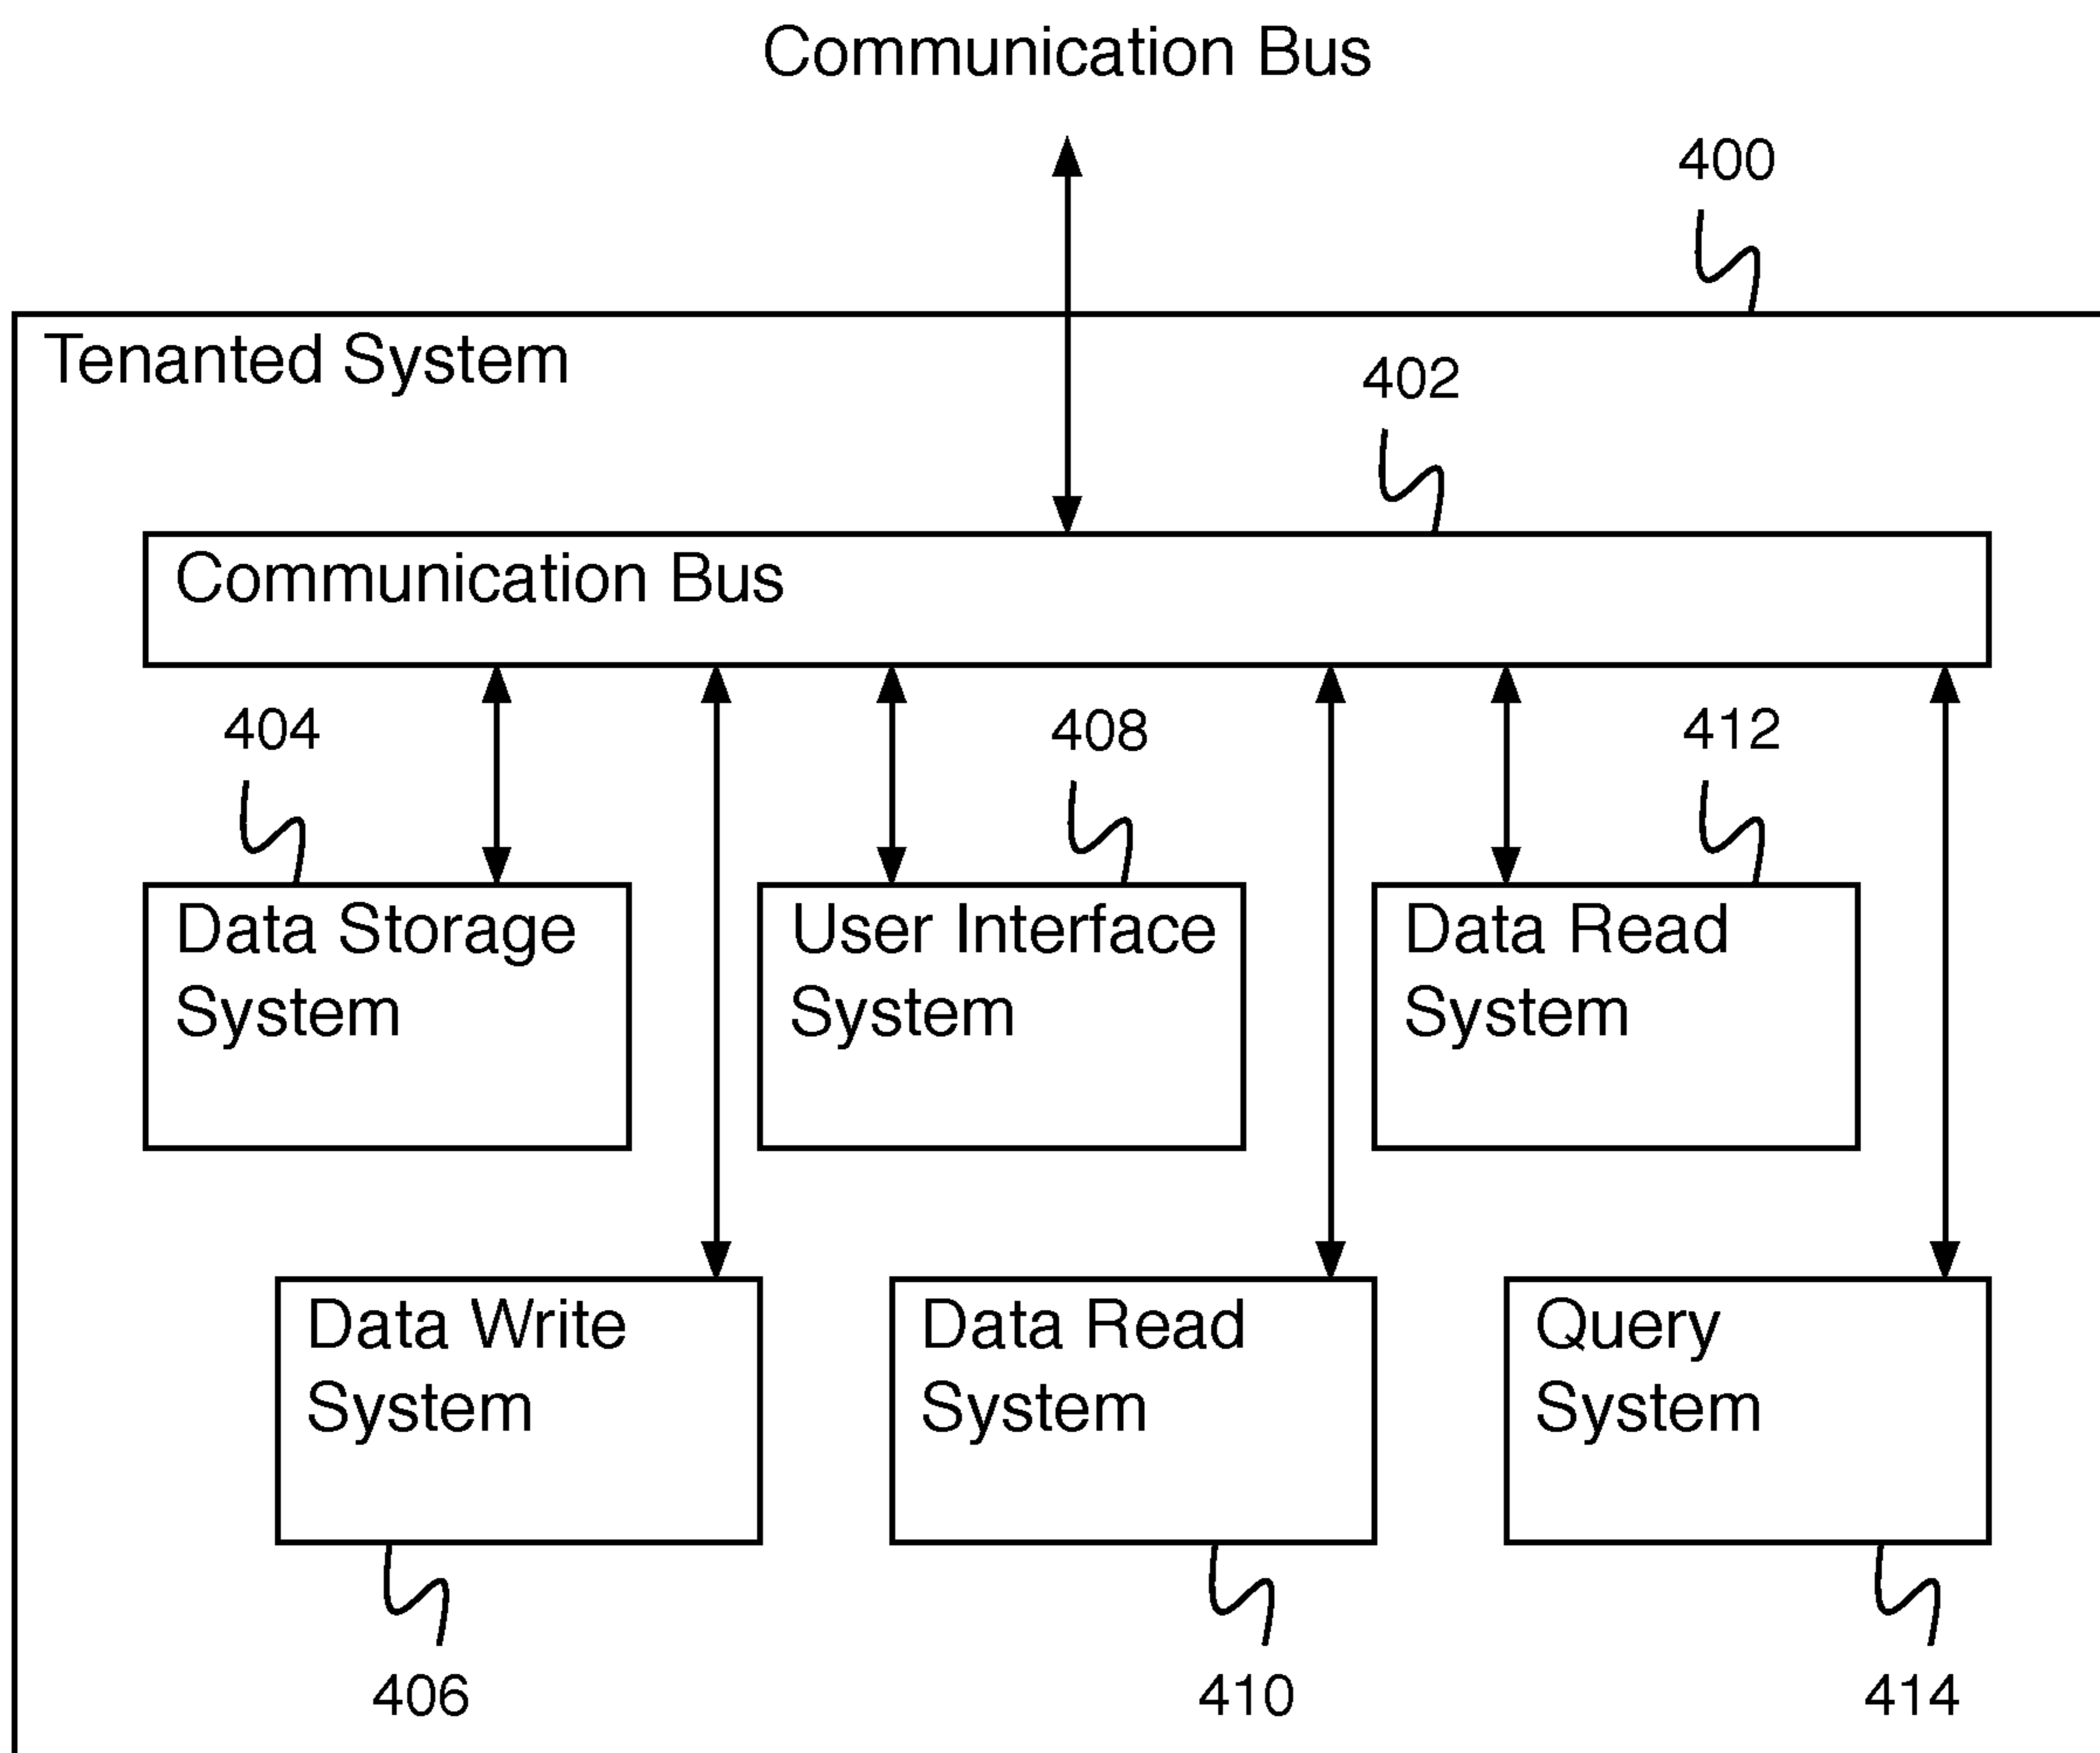 Communication Bus
400
Tenanted System
402
Communication Bus
404
408
412
Data Storage
System
User Interface
System
Data Read
System
Data Write
System
Data Read
System
Query
System
406
410
414